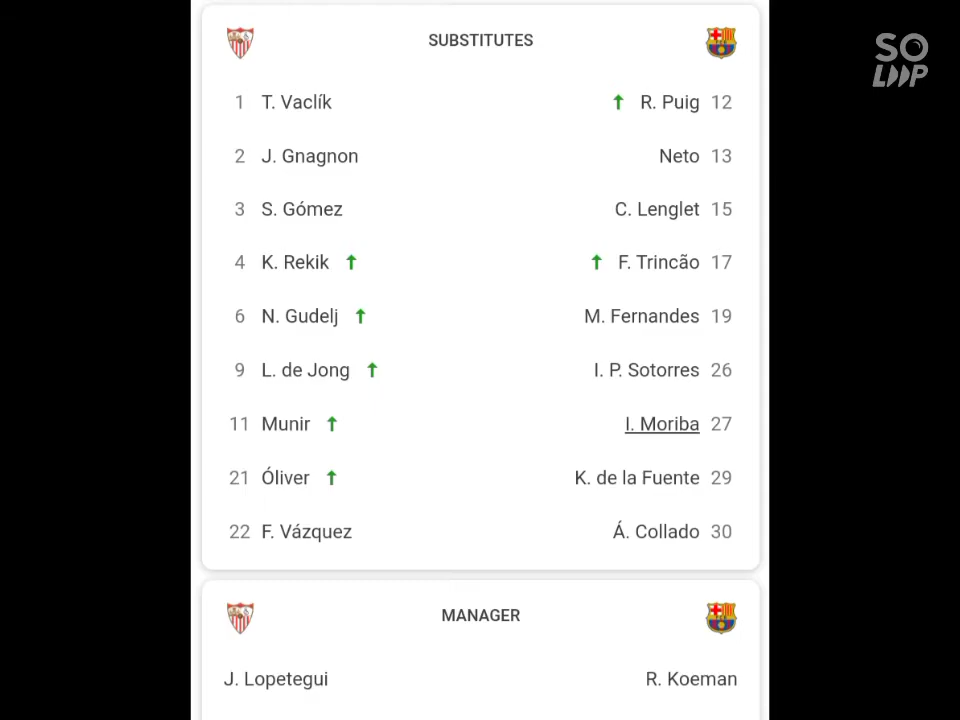 SUBSTITUTES
SO
LOOP
1 T. Vaclík R. Puig 12
2 J. Gnagnon Neto 13
3 S. Gómez C. Lenglet 15
4 K. Rekik F. Trincão 17
6 N. Gudelj M. Fernandes 19
9 L. de Jong I. P. Sotorres 26
11 Munir I. Moriba 27
21 Óliver K. de la Fuente 29
22 F. Vázquez Á. Collado 30
MANAGER
J. Lopetegui R. Koeman